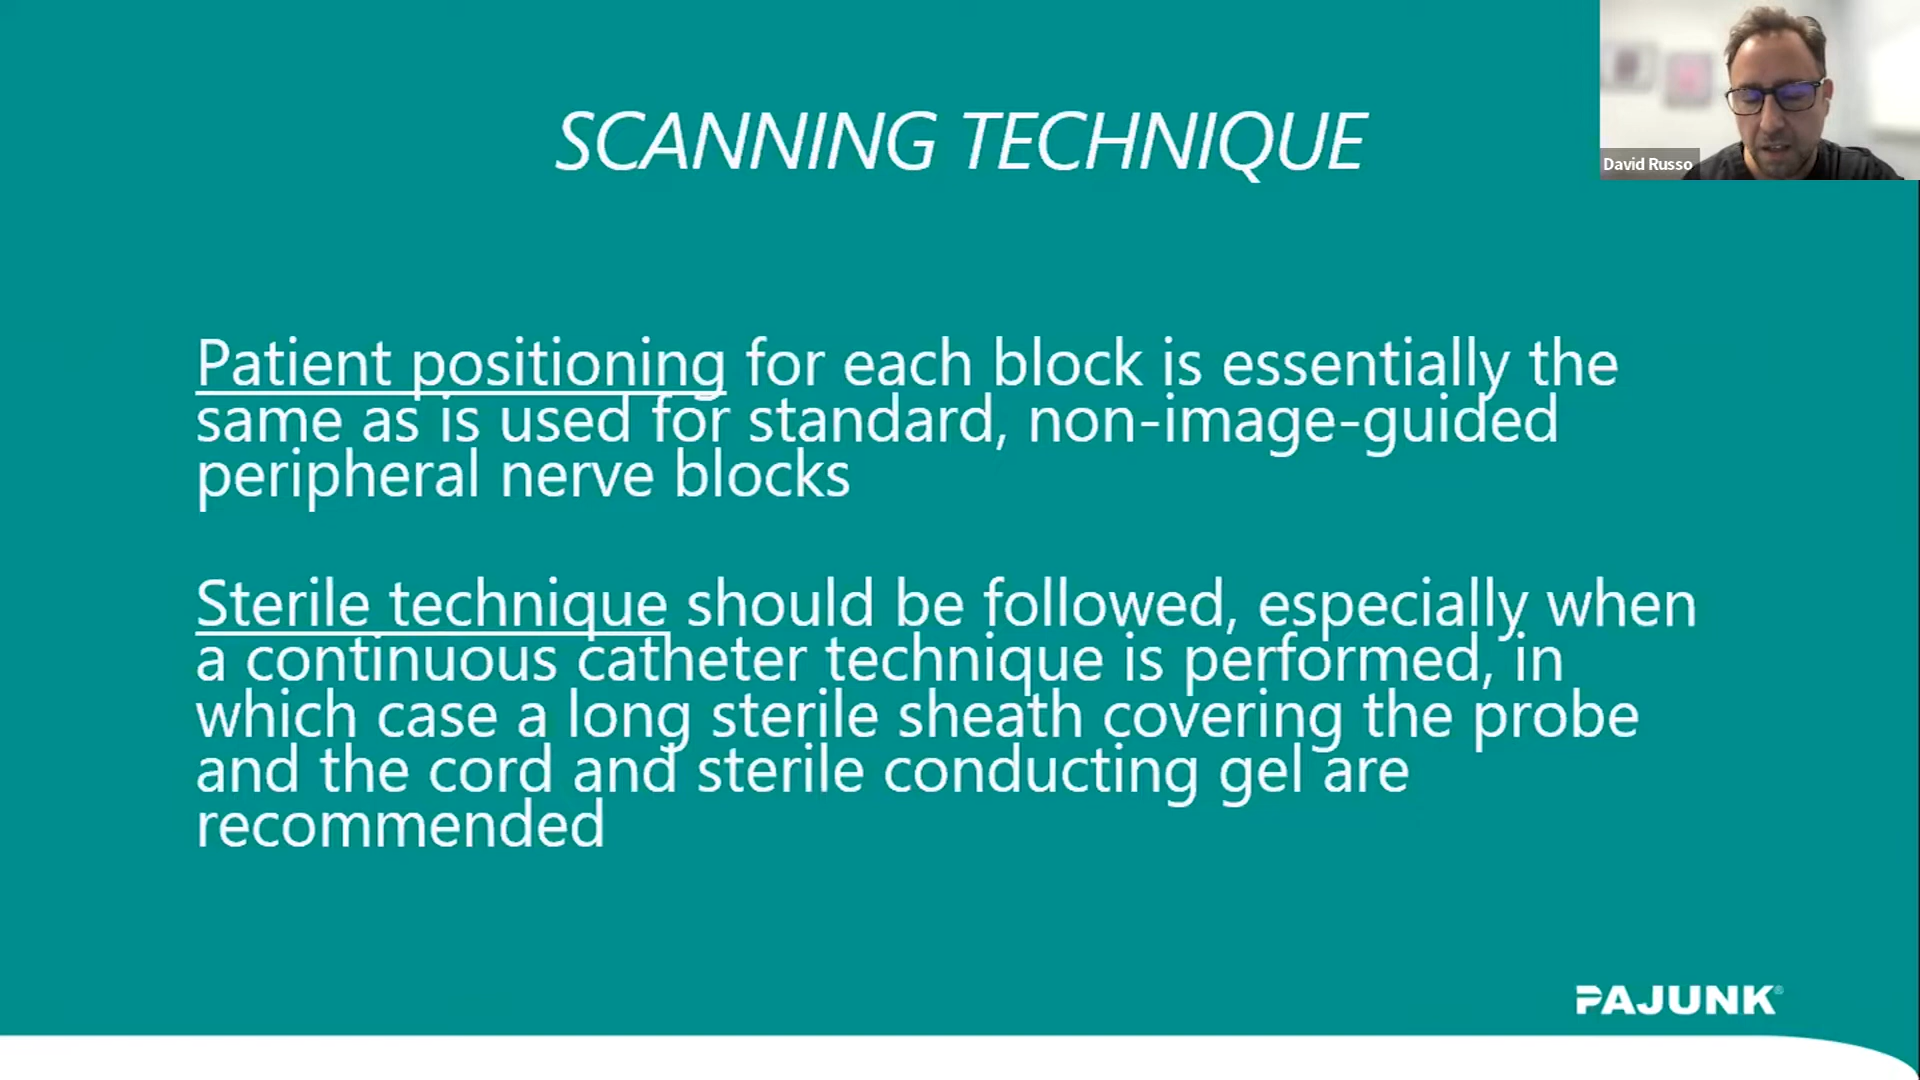 SCANNING TECHNIQUE
David Russo
Patient positioning for each block is essentially the
same as is used for standard, non-image-guided
peripheral nerve blocks
Sterile technique should be followed, especially when
a continuous catheter technique is performed, in
which case a long sterile sheath covering the probe
and the cord and sterile conducting gel are
recommended
PAJUNK®